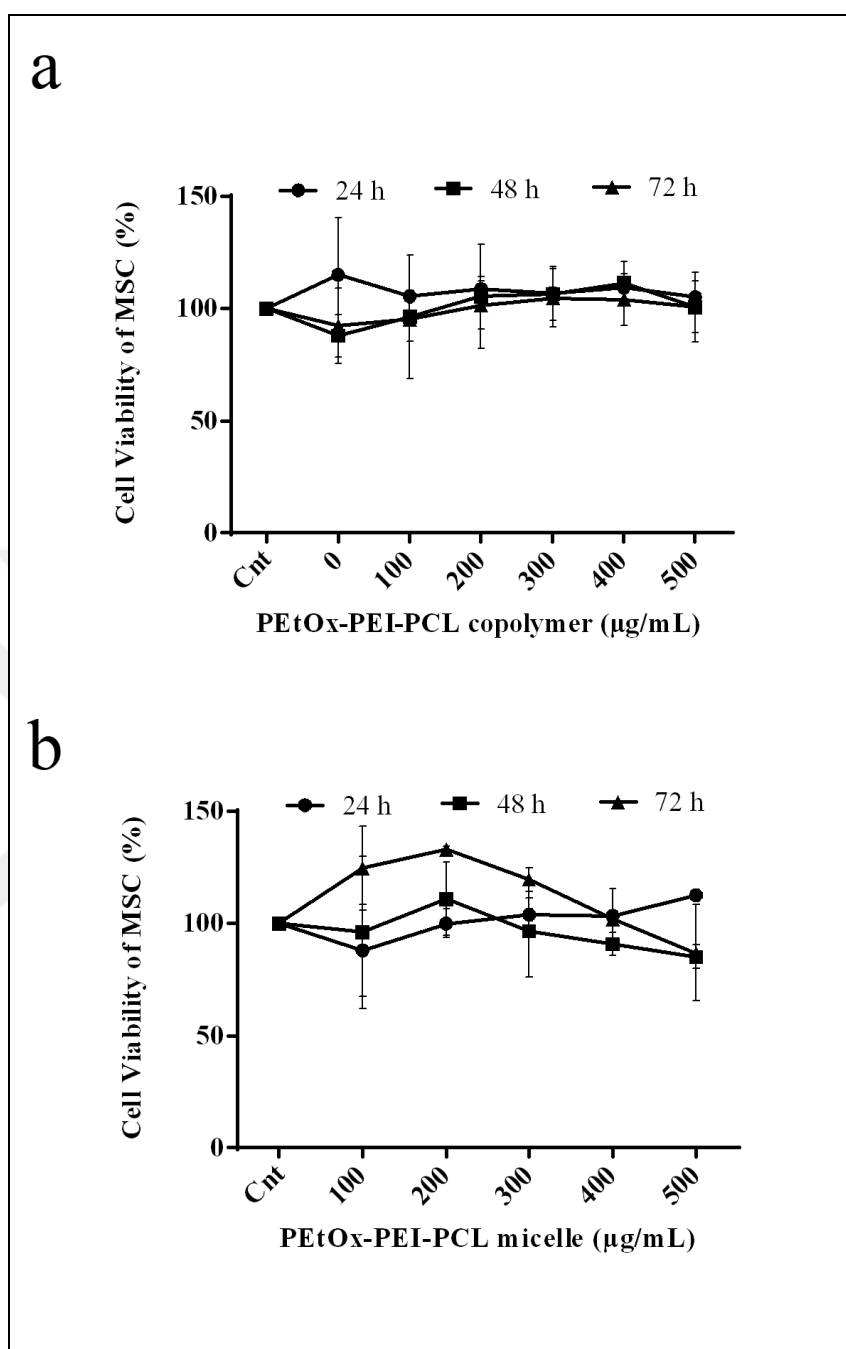 a
24 h 48 h 72 h
150
100
50
0
Cell Viability of MSC (%)
Cnt 0 100 200 300 400 500
PEtOx-PEI-PCL copolymer (µg/mL)
b
24 h 48 h 72 h
150
100
50
0
Cell Viability of MSC (%)
Cnt 100 200 300 400 500
PEtOx-PEI-PCL micelle (µg/mL)